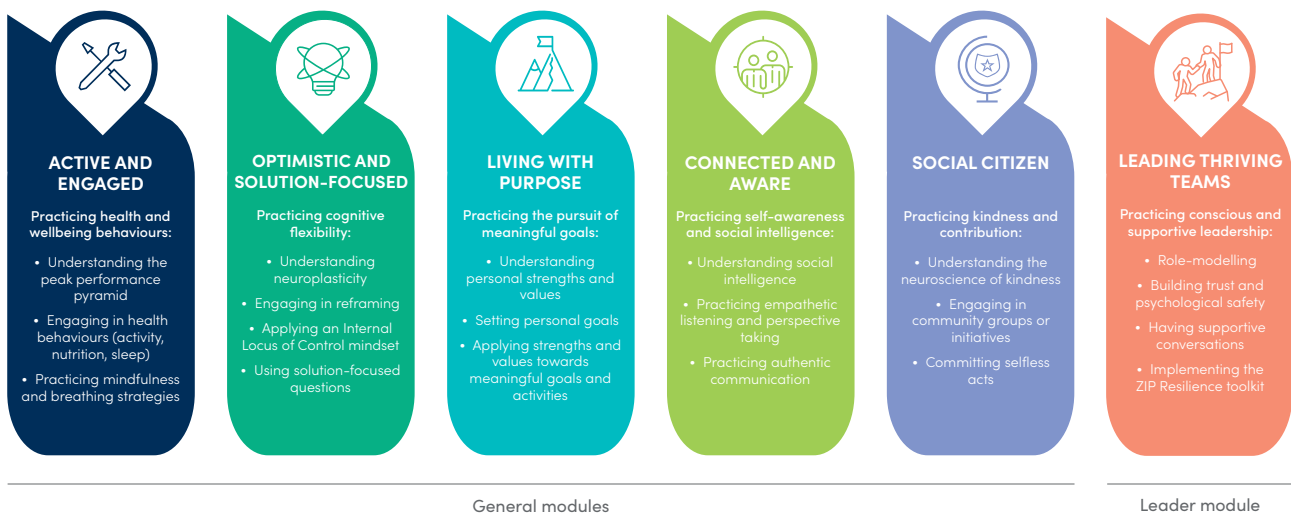 ACTIVE AND
ENGAGED
Practicing health and
wellbeing behaviours:
• Understanding the
peak performance
pyramid
• Engaging in health
behaviours (activity,
nutrition, sleep)
• Practicing mindfulness
and breathing strategies
OPTIMISTIC AND
SOLUTION-FOCUSED
Practicing cognitive
flexibility:
• Understanding
neuroplasticity
• Engaging in reframing
• Applying an Internal
Locus of Control mindset
• Using solution-focused
questions
LIVING WITH
PURPOSE
Practicing the pursuit of
meaningful goals:
• Understanding
personal strengths and
values
• Setting personal goals
• Applying strengths and
values towards
meaningful goals and
activities
CONNECTED AND
AWARE
Practicing self-awareness
and social intelligence:
• Understanding social
intelligence
• Practicing empathetic
listening and perspective
taking
• Practicing authentic
communication
SOCIAL CITIZEN
Practicing kindness and
contribution:
• Understanding the
neuroscience of kindness
• Engaging in
community groups or
initiatives
• Committing selfless
acts
LEADING THRIVING
TEAMS
Practicing conscious and
supportive leadership:
• Role-modelling
• Building trust and
psychological safety
• Having supportive
conversations
• Implementing the
ZIP Resilience toolkit
General modules
Leader module